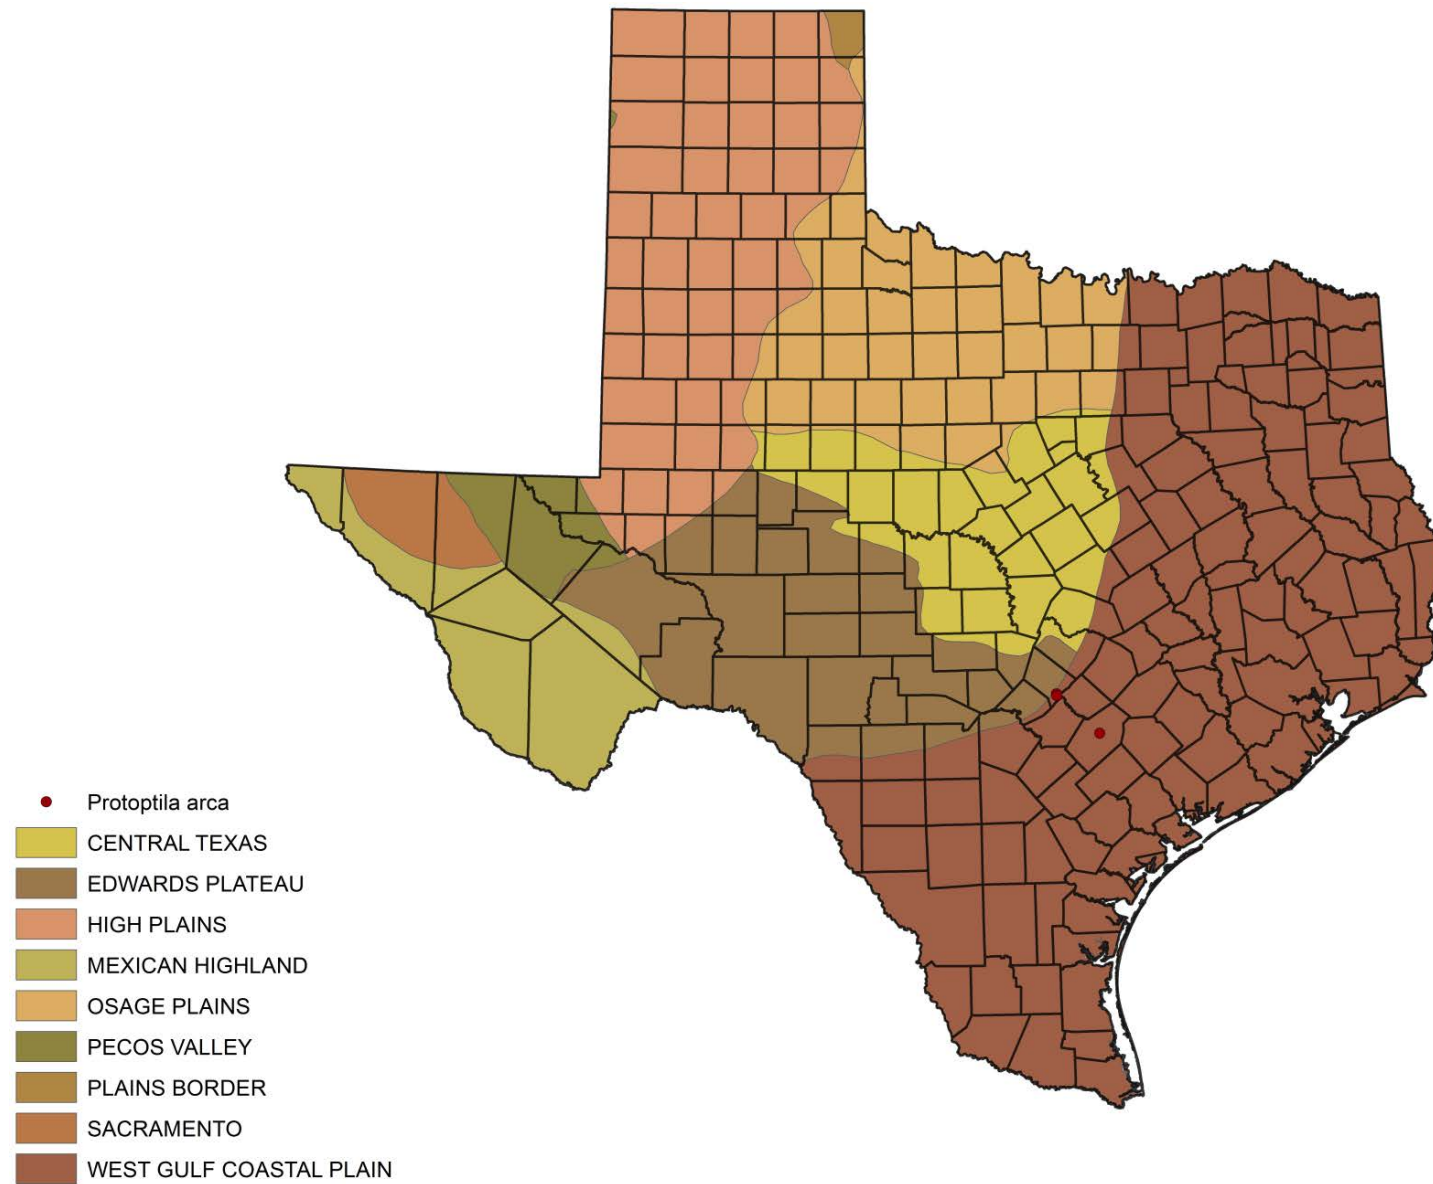 Protoptila arca
CENTRAL TEXAS
EDWARDS PLATEAU
HIGH PLAINS
MEXICAN HIGHLAND
OSAGE PLAINS
PECOS VALLEY
PLAINS BORDER
SACRAMENTO
WEST GULF COASTAL PLAIN